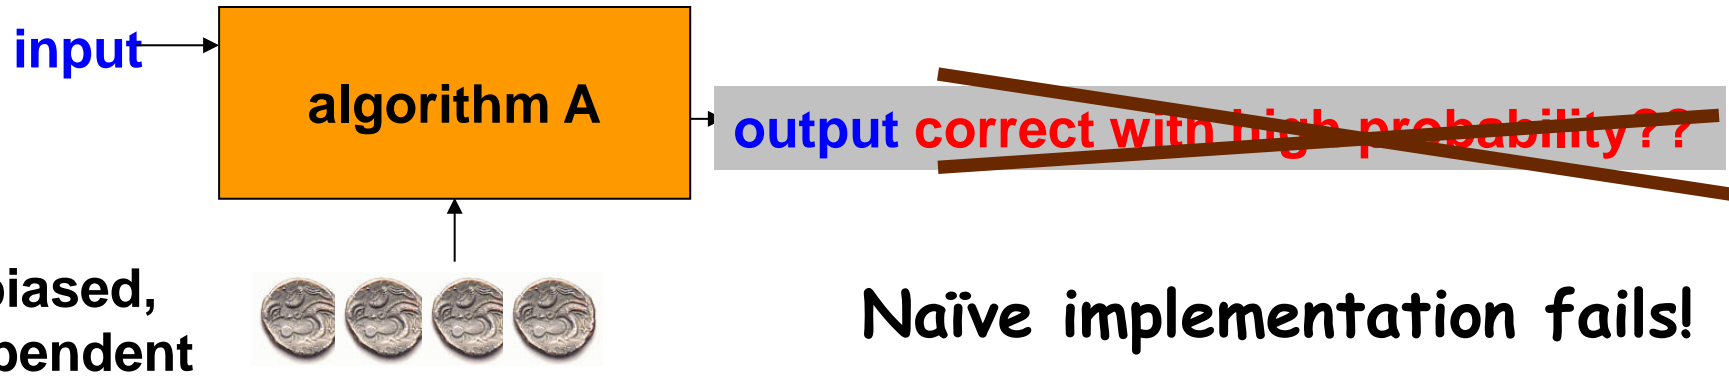 input
algorithm A
output correct with high probability??
biased,
pendent
Naïve implementation fails!